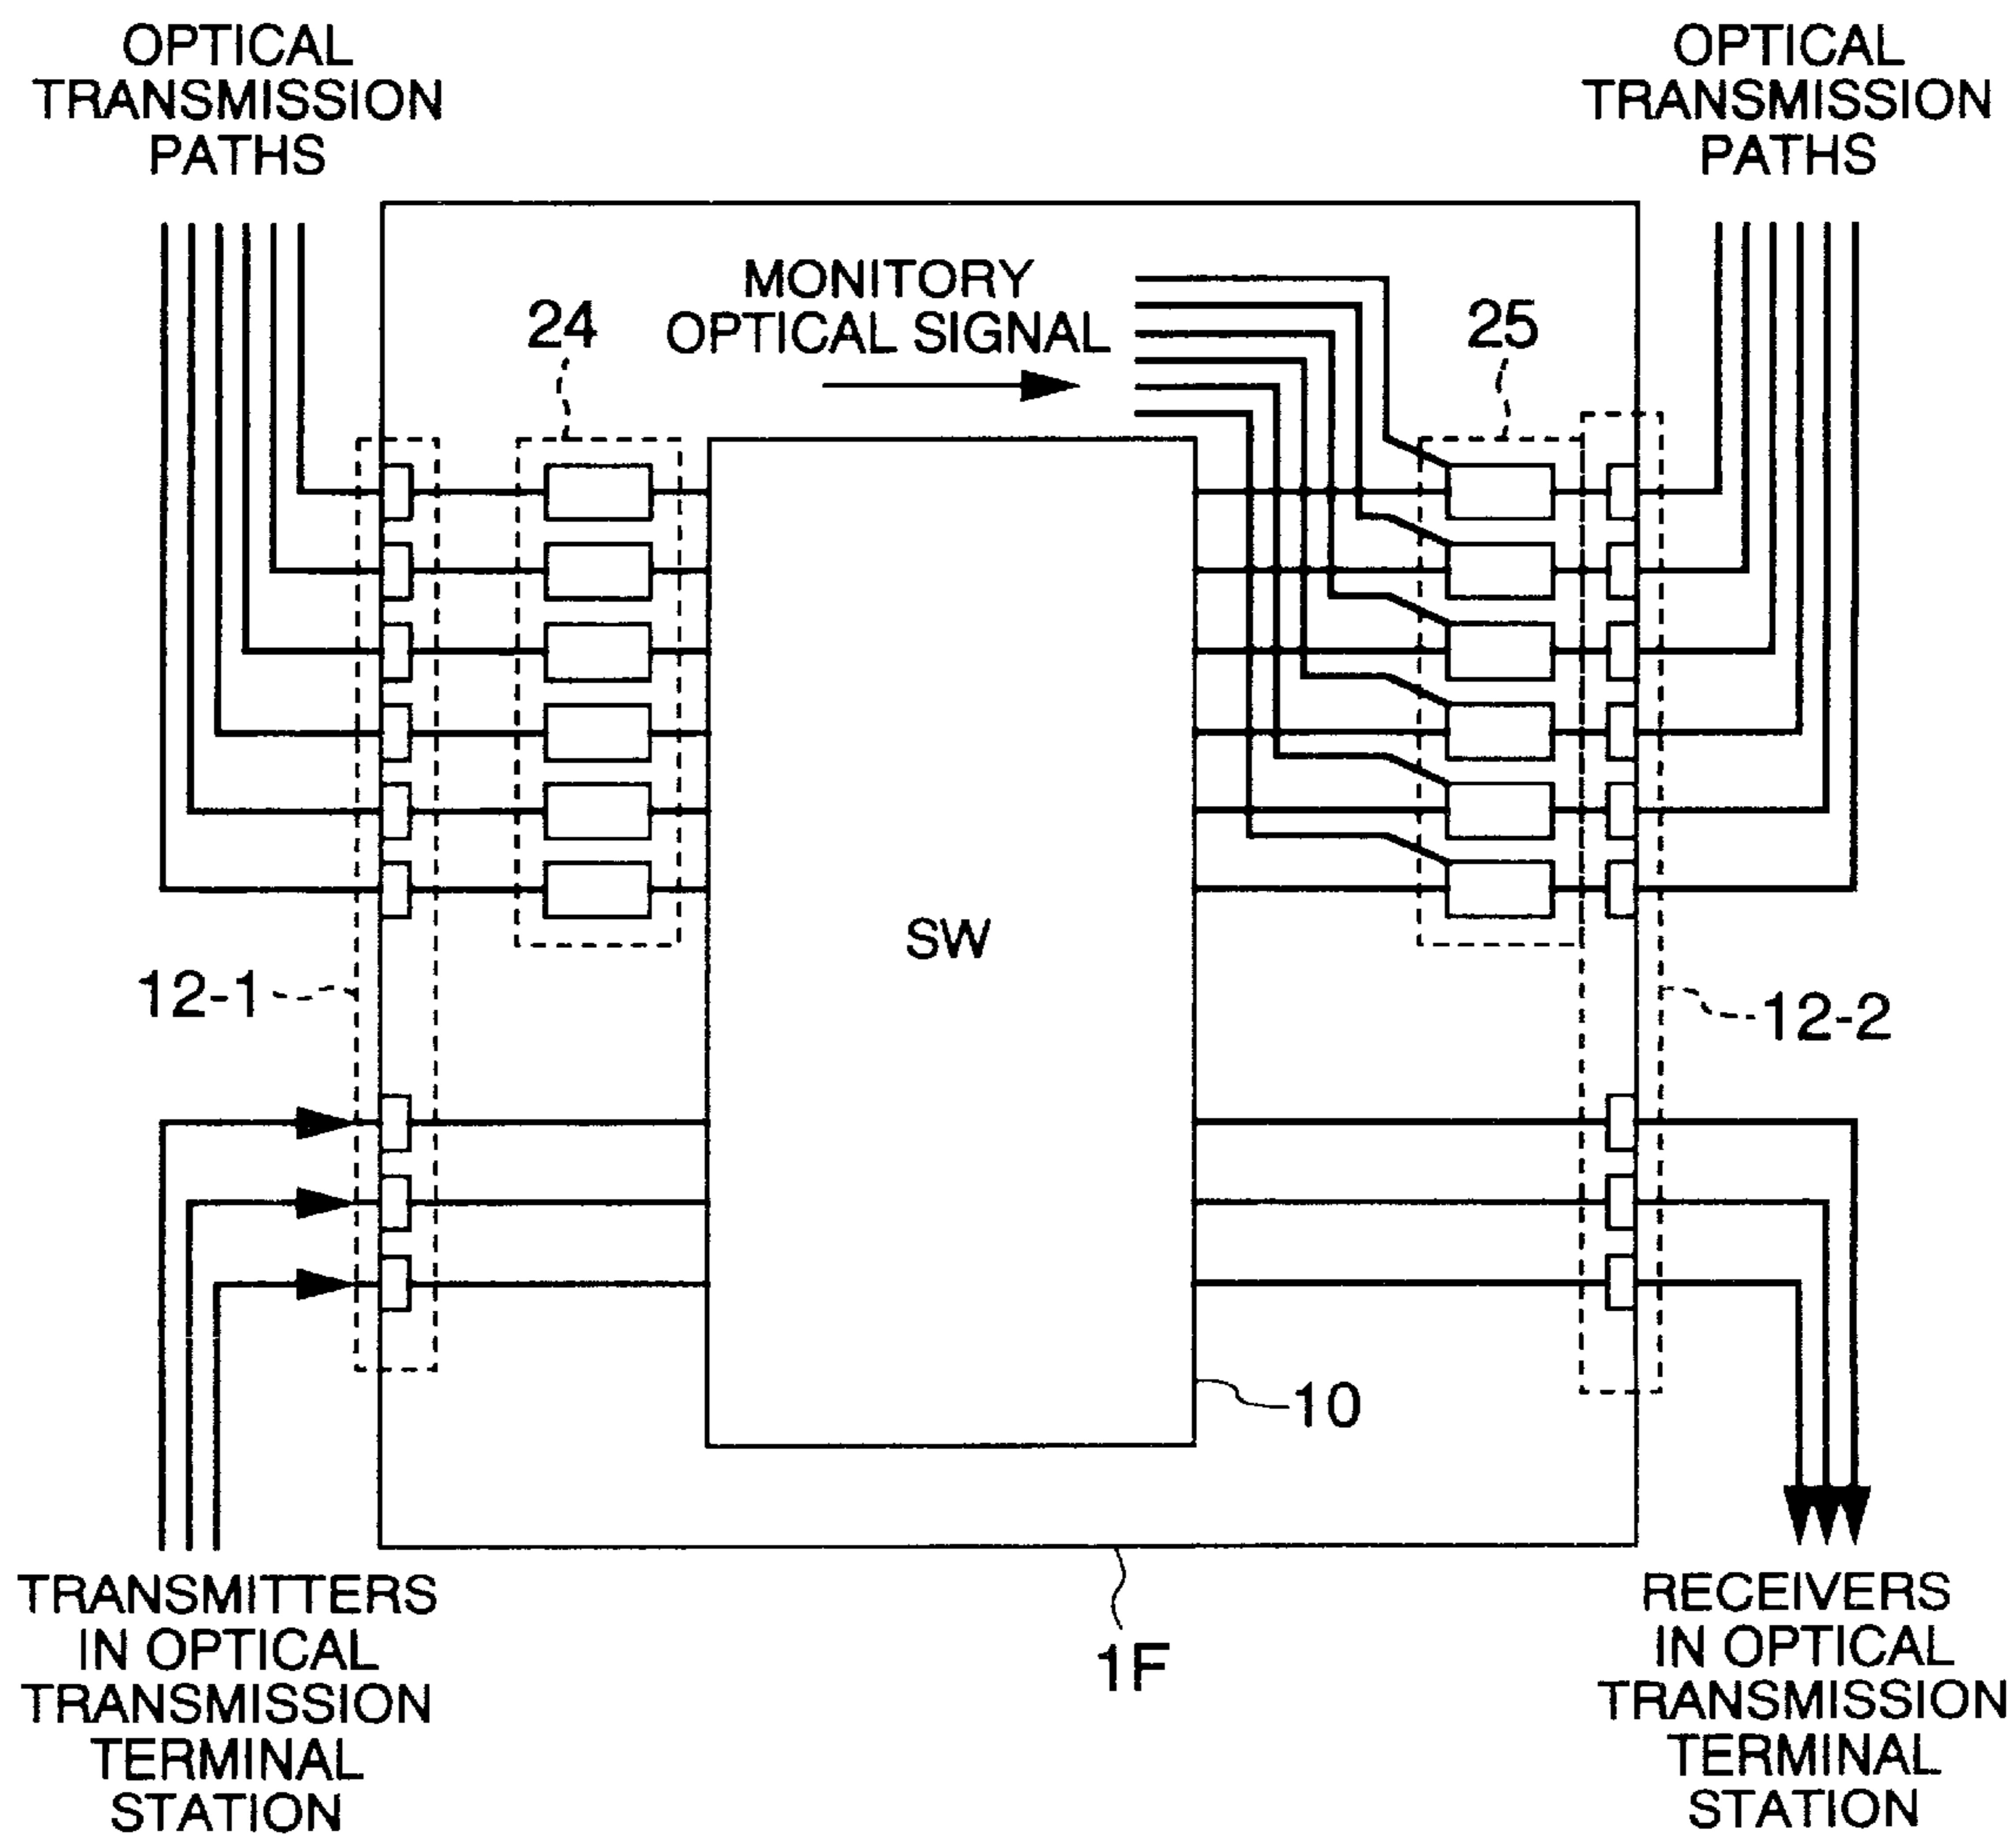 OPTICAL
TRANSMISSION
PATHS
OPTICAL
TRANSMISSION
PATHS
MONITORY
OPTICAL SIGNAL
24
25
SW
12-1
12-2
10
1F
TRANSMITTERS
IN OPTICAL
TRANSMISSION
TERMINAL
STATION
RECEIVERS
IN OPTICAL
TRANSMISSION
TERMINAL
STATION